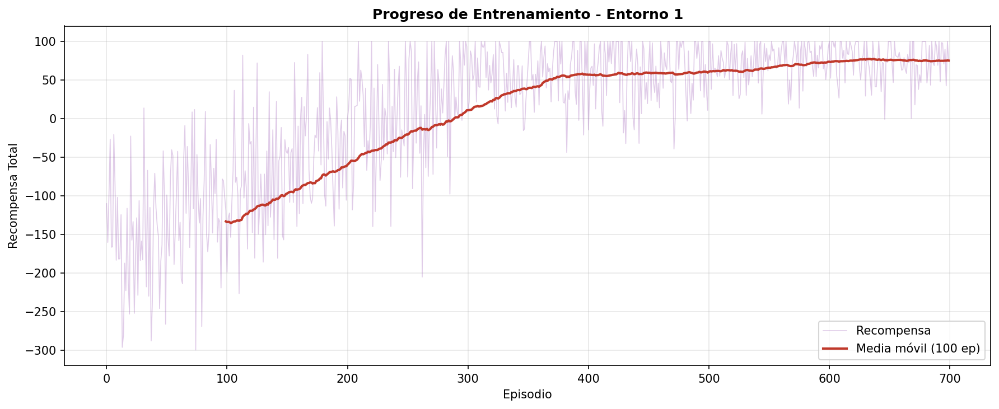 Progreso de Entrenamiento - Entorno 1
Recompensa Total
100
50
0
−50
−100
−150
−200
−250
−300
0 100 200 300 400 500 600 700
Episodio
Recompensa
Media móvil (100 ep)